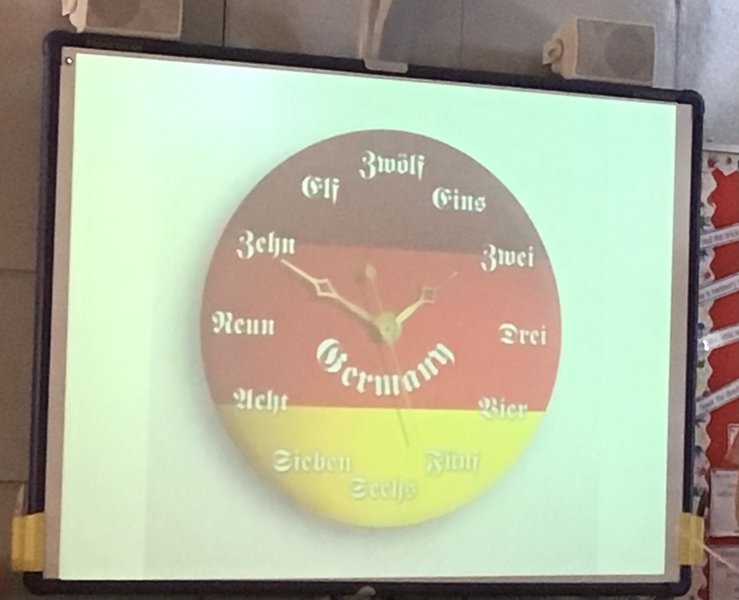 Zwölf
Eins
Zwei
Drei
Vier
Fünf
Sechs
Sieben
Acht
Neun
Zehn
Elf
Germany